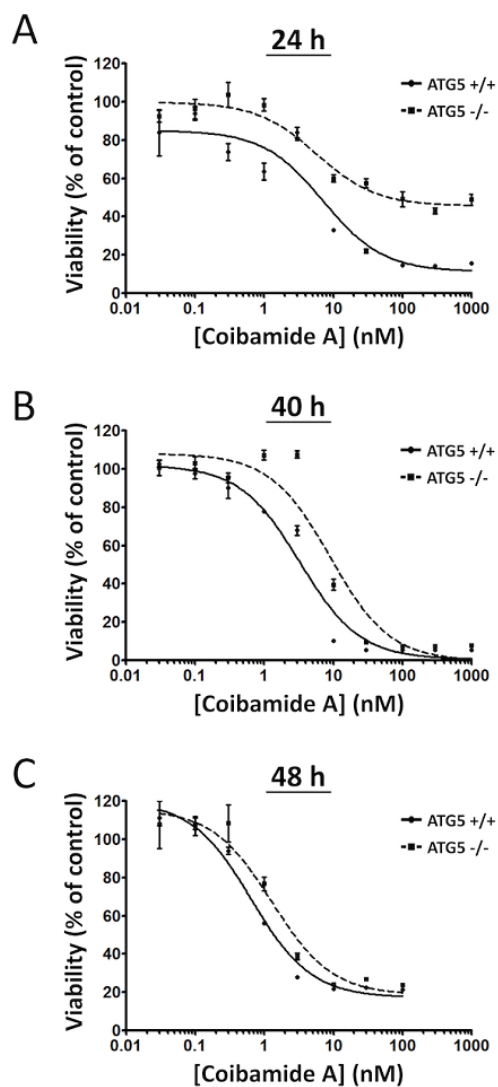 A
24 h
Viability (% of control)
120
100
80
60
40
20
0
ATG5 +/+
ATG5 -/-
0.01
0.1
1
10
100
1000
[Coibamide A] (nM)
B
40 h
Viability (% of control)
120
100
80
60
40
20
0
ATG5 +/+
ATG5 -/-
0.01
0.1
1
10
100
1000
[Coibamide A] (nM)
C
48 h
Viability (% of control)
120
100
80
60
40
20
0
ATG5 +/+
ATG5 -/-
0.01
0.1
1
10
100
1000
[Coibamide A] (nM)